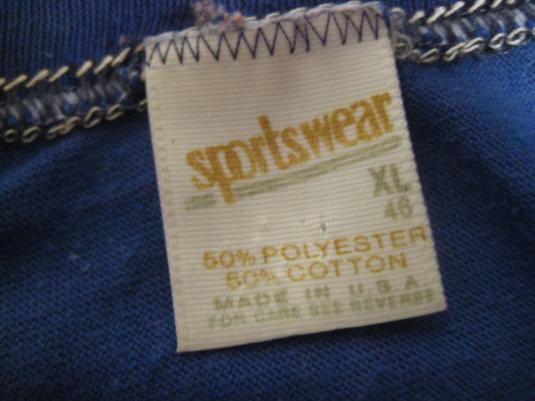 sportswear
XL
46
50% POLYESTER
50% COTTON
MADE IN U.S.A
FOR CARE SEE REVERSE